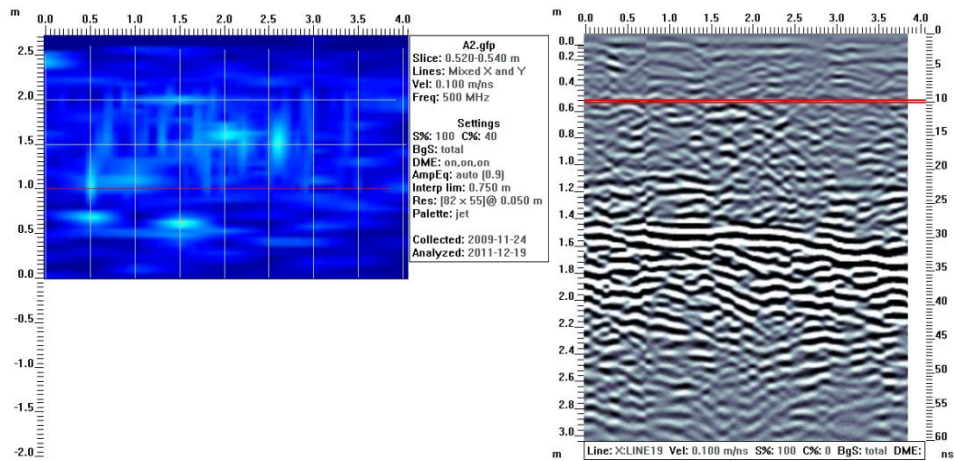 m
0.0 0.5 1.0 1.5 2.0 2.5 3.0 3.5 4.0
2.5
2.0
1.5
1.0
0.5
0.0
-0.5
-1.0
-1.5
-2.0
A2.gfp
Slice: 0.520-0.540 m
Lines: Mixed X and Y
Vel: 0.100 m/ns
Freq: 500 MHz
Settings
S%: 100 C%: 40
BgS: total
DME: on,on,on
AmpEq: auto (0.9)
Interp lim: 0.750 m
Res: [82 x 55]@ 0.050 m
Palette: jet
Collected: 2009-11-24
Analyzed: 2011-12-19
m
0.0 0.5 1.0 1.5 2.0 2.5 3.0 3.5 4.0
0.0
0.2
0.4
0.6
0.8
1.0
1.2
1.4
1.6
1.8
2.0
2.2
2.4
2.6
2.8
3.0
m
0
5
10
15
20
25
30
35
40
45
50
55
60
ns
Line: X:LINE19 Vel: 0.100 m/ns S%: 100 C%: 0 BgS: total DME: